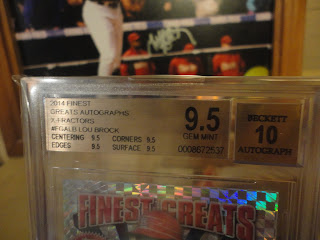 2014 FINEST
GREATS AUTOGRAPHS
X-FRACTORS
#FGALB LOU BROCK
CENTERING 9.5 CORNERS 9.5
EDGES 9.5 SURFACE 9.5
9.5
GEM MINT
0008672537
BECKETT
10
AUTOGRAPH
FINEST GREATS